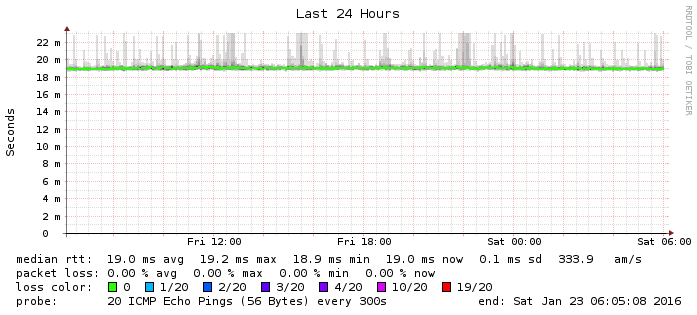 Last 24 Hours
RRDTOOL / TOBI OETIKER
Seconds
22 m
20 m
18 m
16 m
14 m
12 m
10 m
8 m
6 m
4 m
2 m
0
Fri 12:00 Fri 18:00 Sat 00:00 Sat 06:00
median rtt: 19.0 ms avg 19.2 ms max 18.9 ms min 19.0 ms now 0.1 ms sd 333.9 am/s
packet loss: 0.00 % avg 0.00 % max 0.00 % min 0.00 % now
loss color: 0 1/20 2/20 3/20 4/20 10/20 19/20
probe: 20 ICMP Echo Pings (56 Bytes) every 300s end: Sat Jan 23 06:05:08 2016